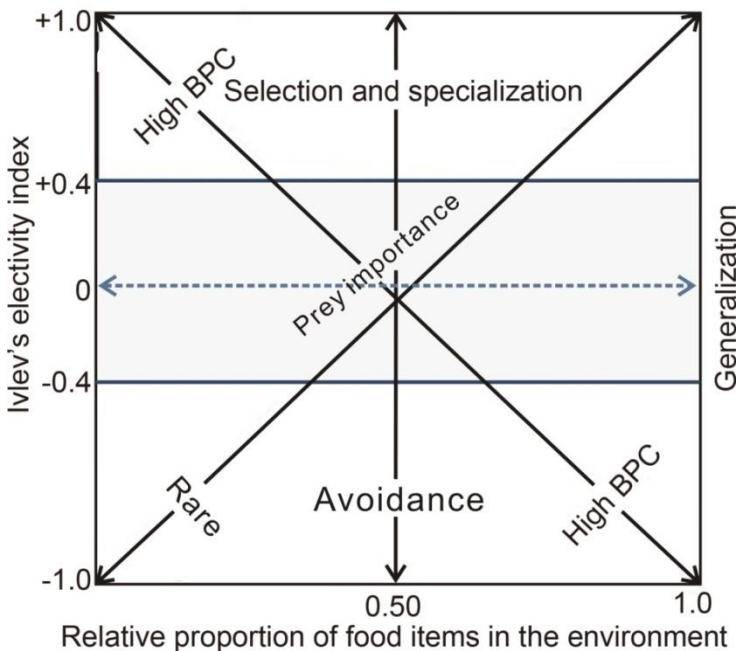 +1.0
High BPC
Selection and specialization
+0.4
Prey importance
0
-0.4
Ivlev's electivity index
Generalization
Rare
Avoidance
High BPC
-1.0
0.50
1.0
Relative proportion of food items in the environment